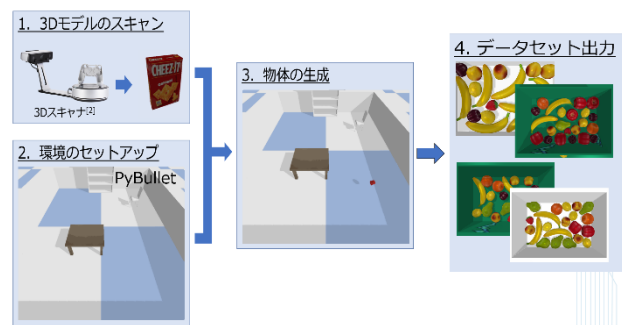 1. 3Dモデルのスキャン
CHEEZ-IT
3Dスキャナ[2]
2. 環境のセットアップ
PyBullet
3. 物体の生成
4. データセット出力